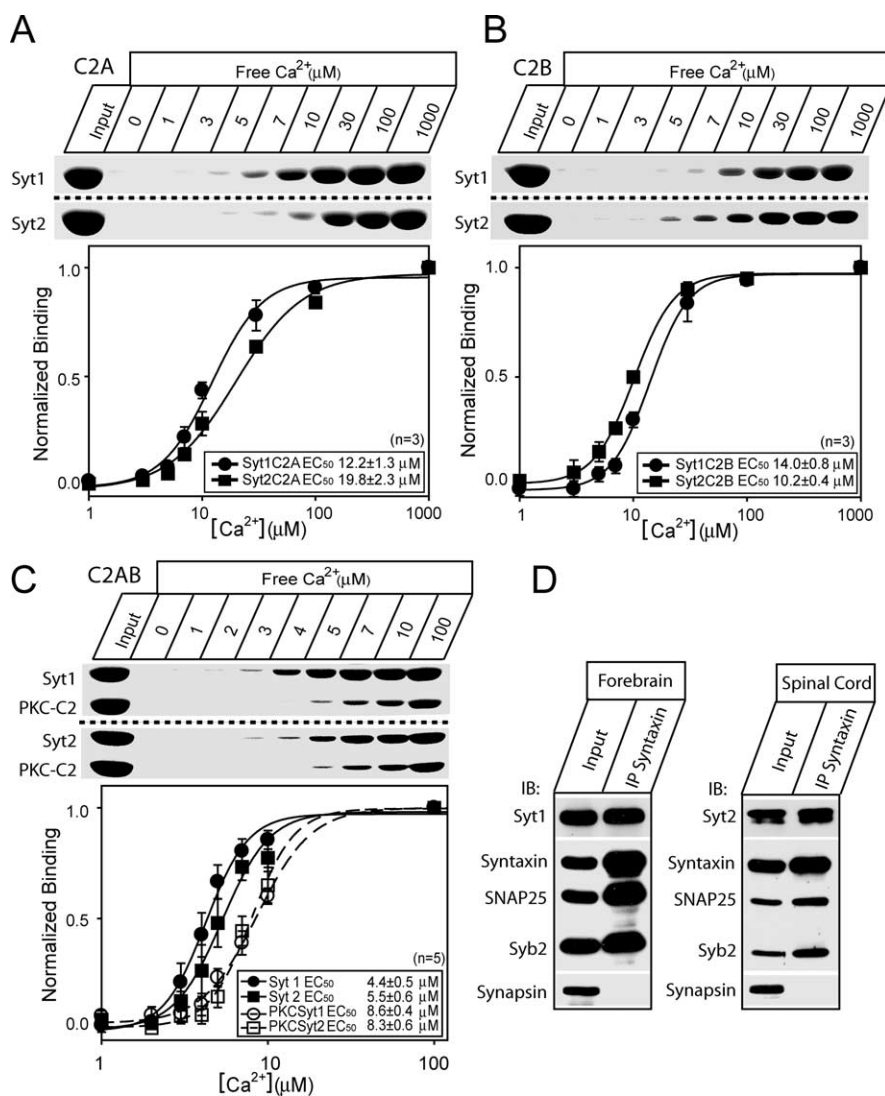 A
C2A
Free Ca²⁺(μM)
Input 0 1 3 5 7 10 30 100 1000
Syt1
Syt2
Normalized Binding
1.0
0.5
0.0
(n=3)
Syt1C2A EC₅₀ 12.2±1.3 μM
Syt2C2A EC₅₀ 19.8±2.3 μM
1 10 100 1000
[Ca²⁺](μM)
B
C2B
Free Ca²⁺(μM)
Input 0 1 3 5 7 10 30 100 1000
Syt1
Syt2
Normalized Binding
1.0
0.5
0.0
(n=3)
Syt1C2B EC₅₀ 14.0±0.8 μM
Syt2C2B EC₅₀ 10.2±0.4 μM
1 10 100 1000
[Ca²⁺](μM)
C
C2AB
Free Ca²⁺(μM)
Input 0 1 2 3 4 5 7 10 100
Syt1
PKC-C2
Syt2
PKC-C2
Normalized Binding
1.0
0.5
0.0
(n=5)
Syt 1 EC₅₀ 4.4±0.5 μM
Syt 2 EC₅₀ 5.5±0.6 μM
PKCSyt1 EC₅₀ 8.6±0.4 μM
PKCSyt2 EC₅₀ 8.3±0.6 μM
1 10 100
[Ca²⁺](μM)
D
Forebrain
Input IP Syntaxin
IB:
Syt1
Syntaxin
SNAP25
Syb2
Synapsin
Spinal Cord
Input IP Syntaxin
IB:
Syt2
Syntaxin
SNAP25
Syb2
Synapsin